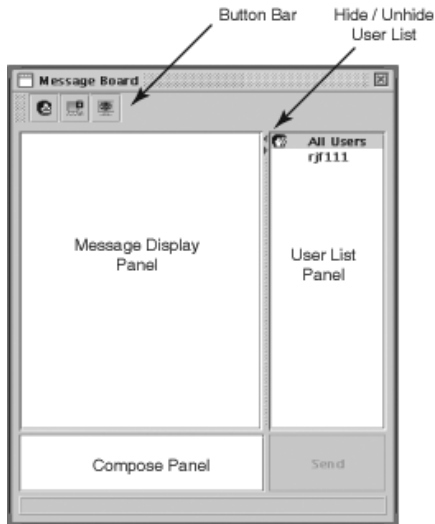 Button Bar
Hide / Unhide
User List
Message Board
All Users
rjf111
Message Display
Panel
User List
Panel
Compose Panel
Send